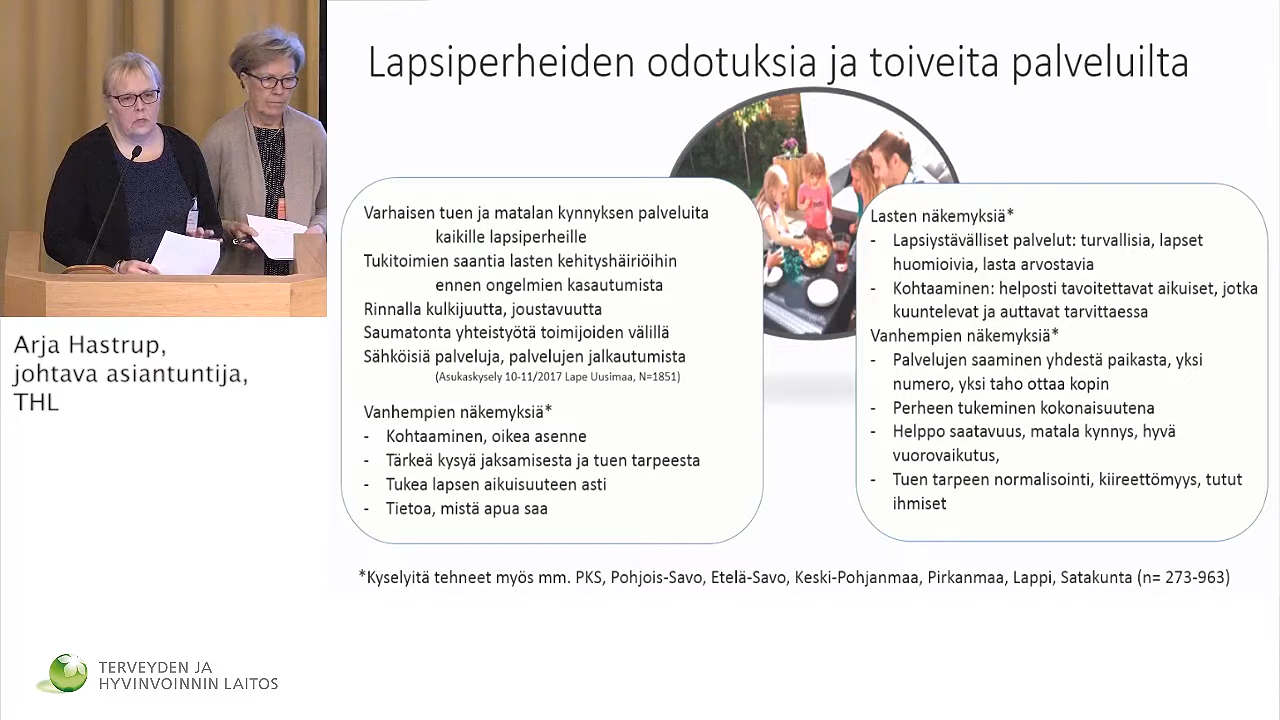 Lapsiperheiden odotuksia ja toiveita palveluilta
Varhaisen tuen ja matalan kynnyksen palveluita
kaikille lapsiperheille
Tukitoimien saantia lasten kehityshäiriöihin
ennen ongelmien kasautumista
Rinnalla kulkijuutta, joustavuutta
Saumatonta yhteistyötä toimijoiden välillä
Sähköisiä palveluja, palvelujen jalkautumista
(Asukaskysely 10-11/2017 Lape Uusimaa, N=1851)
Vanhempien näkemyksiä*
- Kohtaaminen, oikea asenne
- Tärkeä kysyä jaksamisesta ja tuen tarpeesta
- Tukea lapsen aikuisuuteen asti
- Tietoa, mistä apua saa
Lasten näkemyksiä*
- Lapsiystävälliset palvelut: turvallisia, lapset
huomioivia, lasta arvostavia
- Kohtaaminen: helposti tavoitettavat aikuiset, jotka
kuuntelevat ja auttavat tarvittaessa
Vanhempien näkemyksiä*
- Palvelujen saaminen yhdestä paikasta, yksi
numero, yksi taho ottaa kopin
- Perheen tukeminen kokonaisuutena
- Helppo saatavuus, matala kynnys, hyvä
vuorovaikutus,
- Tuen tarpeen normalisointi, kiireettömyys, tutut
ihmiset
*Kyselyitä tehneet myös mm. PKS, Pohjois-Savo, Etelä-Savo, Keski-Pohjanmaa, Pirkanmaa, Lappi, Satakunta (n= 273-963)
Arja Hastrup,
johtava asiantuntija,
THL
TERVEYDEN JA
HYVINVOINNIN LAITOS